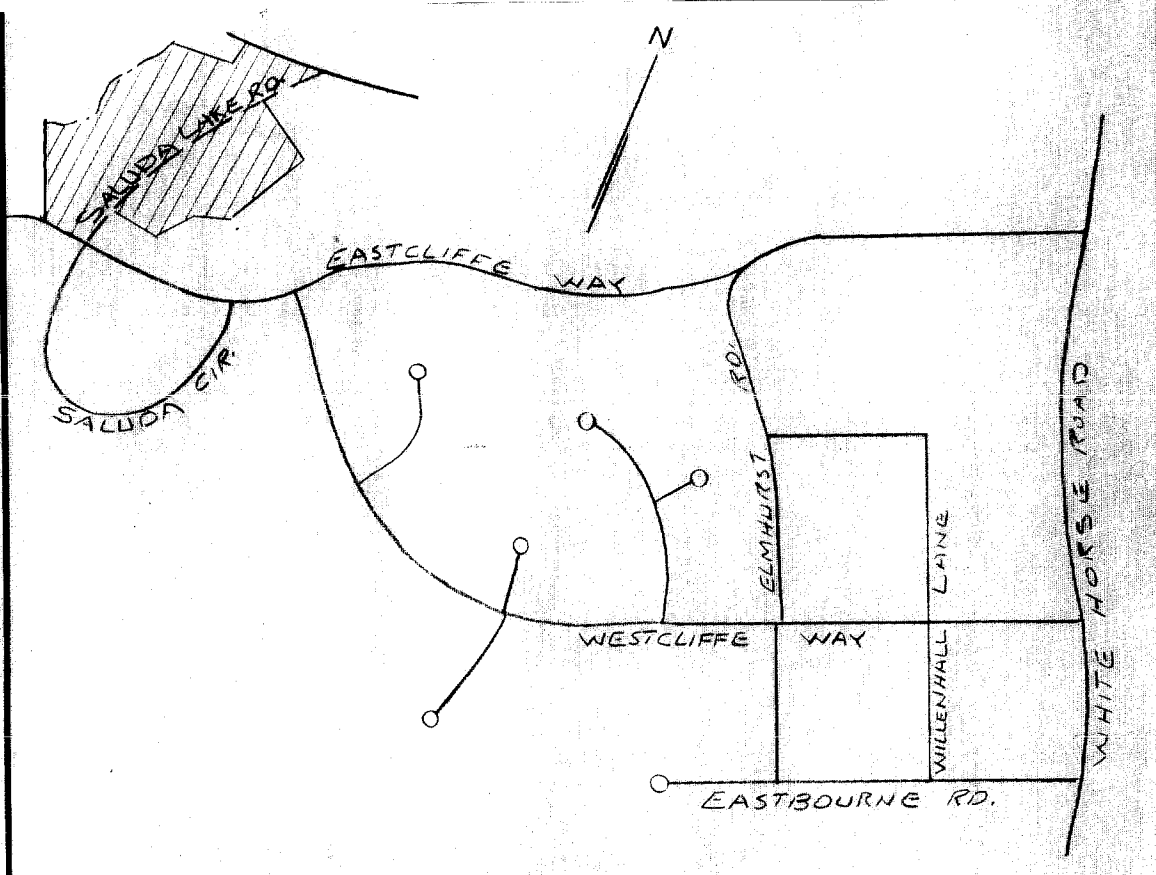 N
SALUDA LAKE RD.
EASTCLIFFE WAY
SALUDA CIR.
ELMHURST RD.
WILLENHALL LANE
WHITE HORSE ROAD
WESTCLIFFE WAY
EASTBOURNE RD.